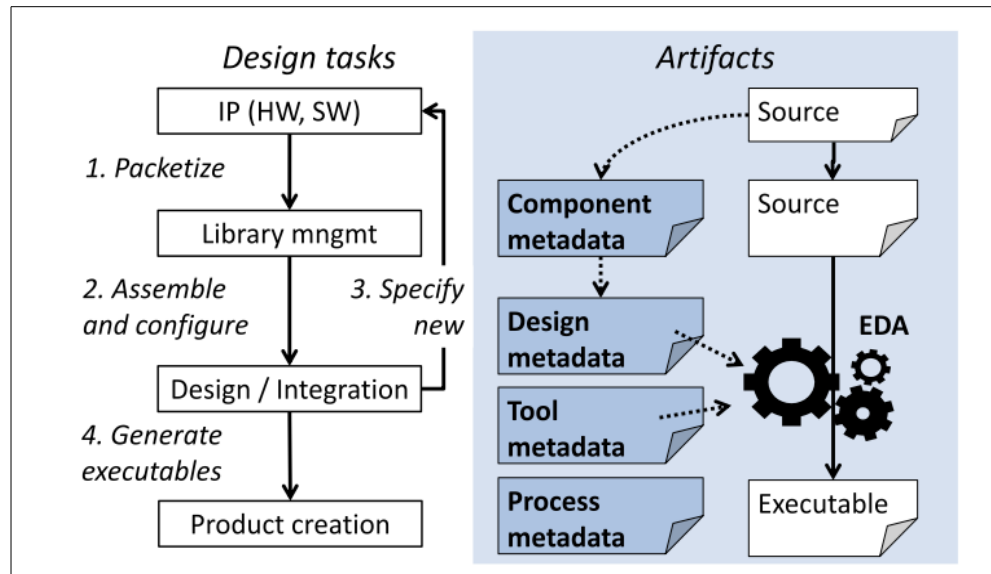 Design tasks
IP (HW, SW)
1. Packetize
Library mngmt
2. Assemble
and configure
3. Specify
new
Design / Integration
4. Generate
executables
Product creation
Artifacts
Source
Component
metadata
Source
Design
metadata
EDA
Tool
metadata
Process
metadata
Executable